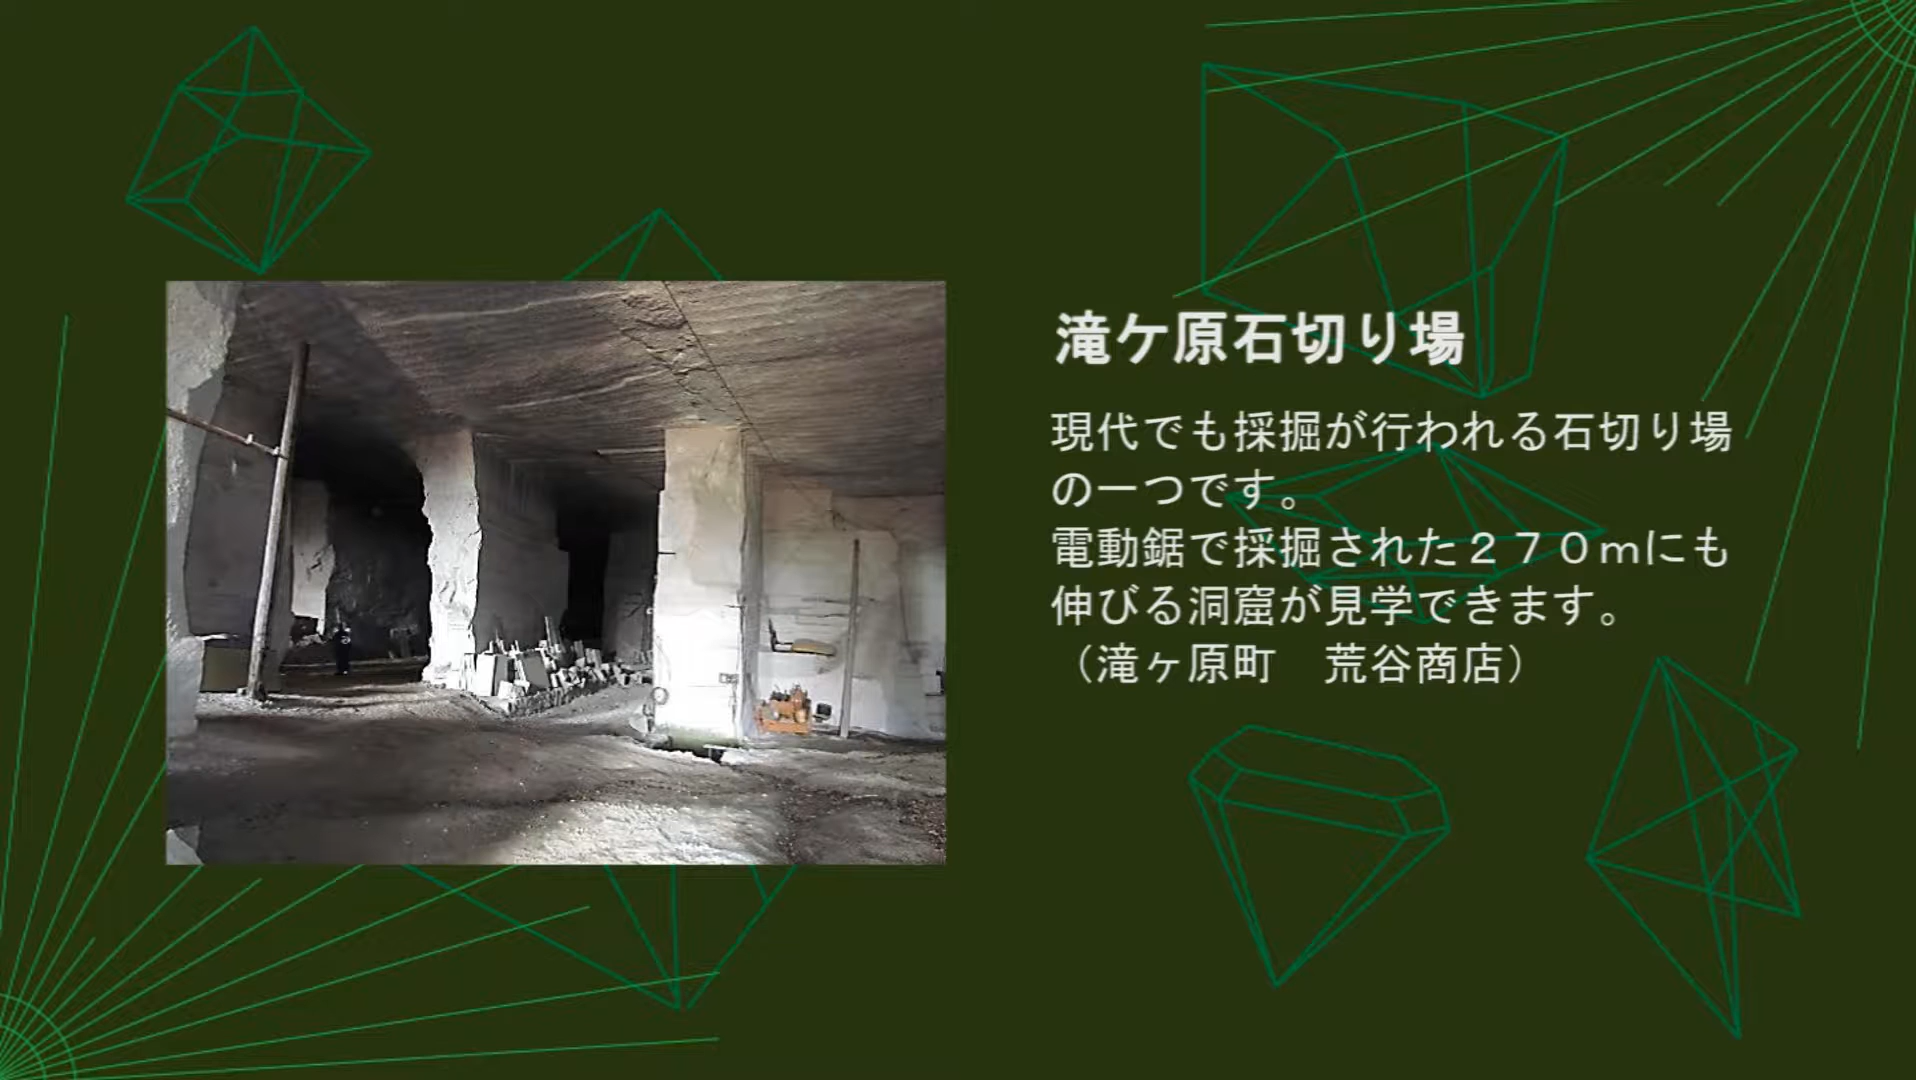 滝ケ原石切り場
現代でも採掘が行われる石切り場
の一つです。
電動鋸で採掘された２７０ｍにも
伸びる洞窟が見学できます。
（滝ヶ原町　荒谷商店）